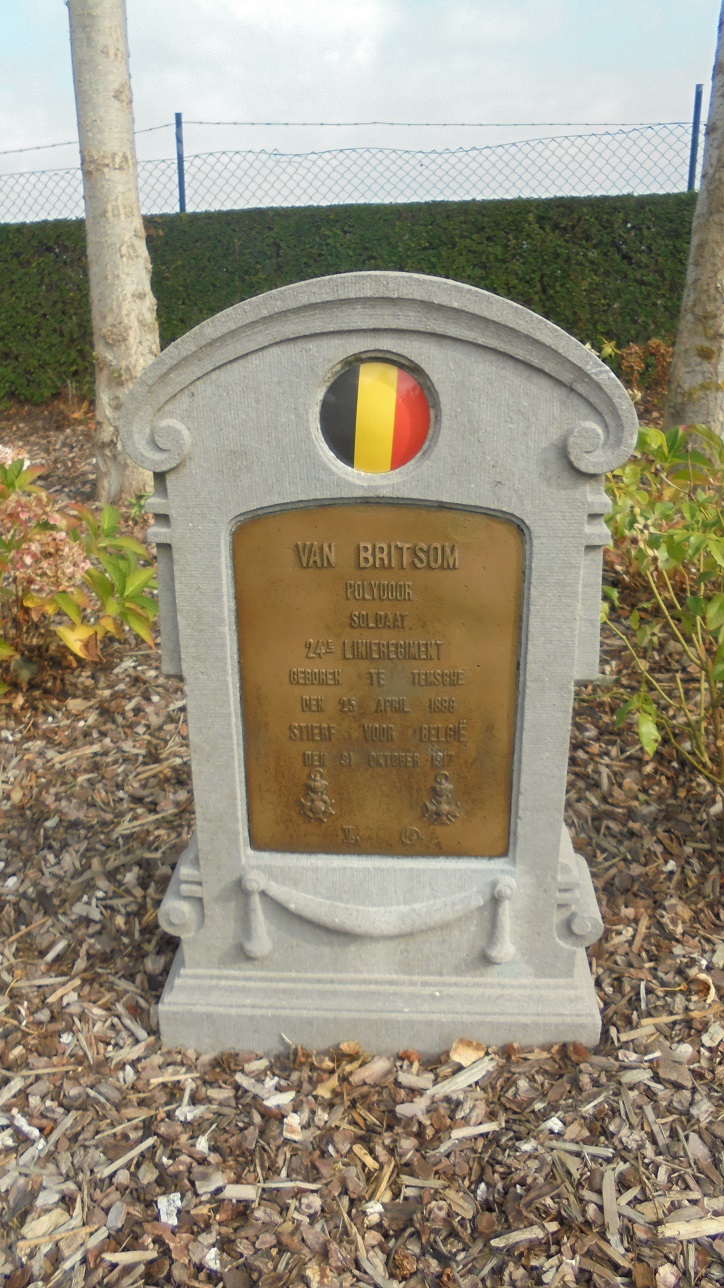 VAN BRITSOM
POLYDOOR
SOLDAAT
24E LINIEREGIMENT
GEBOREN TE TEMSCHE
DEN 25 APRIL 1896
STIERF VOOR BELGIË
DEN 31 OKTOBER 1917